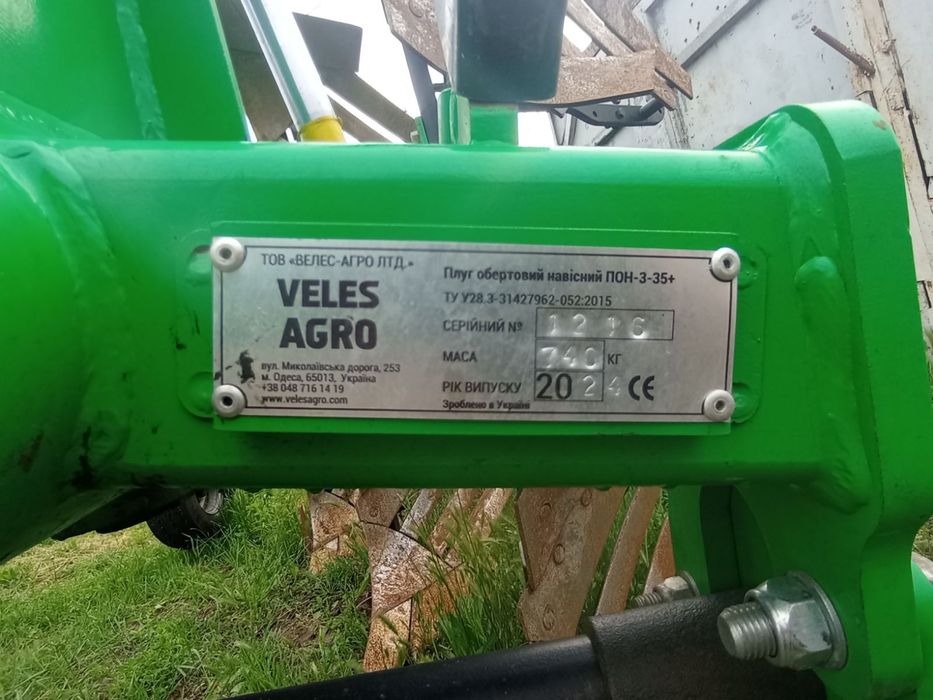 ТОВ «ВЕЛЕС-АГРО ЛТД.»
VELES
AGRO
вул. Миколаївська дорога, 253
м. Одеса, 65013, Україна
+38 048 716 14 19
www.velesagro.com
Плуг обертовий навісний ПОН-3-35+
ТУ У28.3-31427962-052:2015
СЕРІЙНИЙ №
МАСА 740 КГ
РІК ВИПУСКУ 2024 CE
Зроблено в Україні